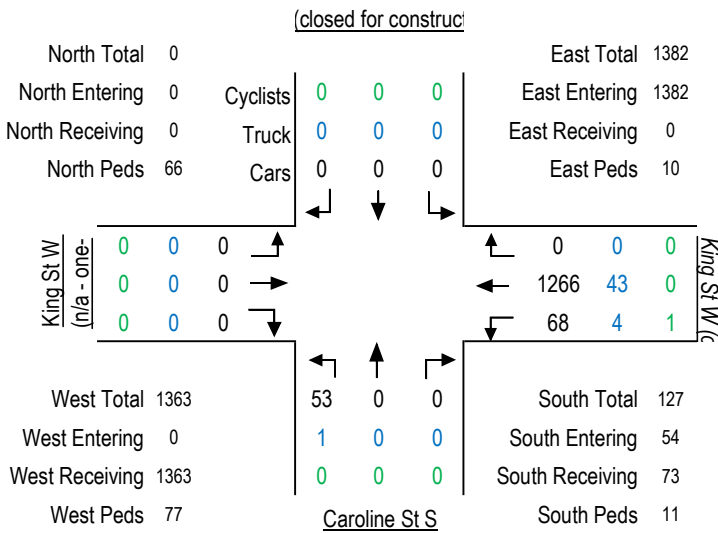 (closed for construct
North Total 0
East Total 1382
North Entering 0
Cyclists 0 0 0
East Entering 1382
North Receiving 0
Truck 0 0 0
East Receiving 0
North Peds 66
Cars 0 0 0
East Peds 10
King St W
(n/a - one-
0 0 0
0 0 0
0 0 0
0 0 0
1266 43 0
68 4 1
King St W (c
West Total 1363
53 0 0
South Total 127
West Entering 0
1 0 0
South Entering 54
West Receiving 1363
0 0 0
South Receiving 73
West Peds 77
Caroline St S
South Peds 11